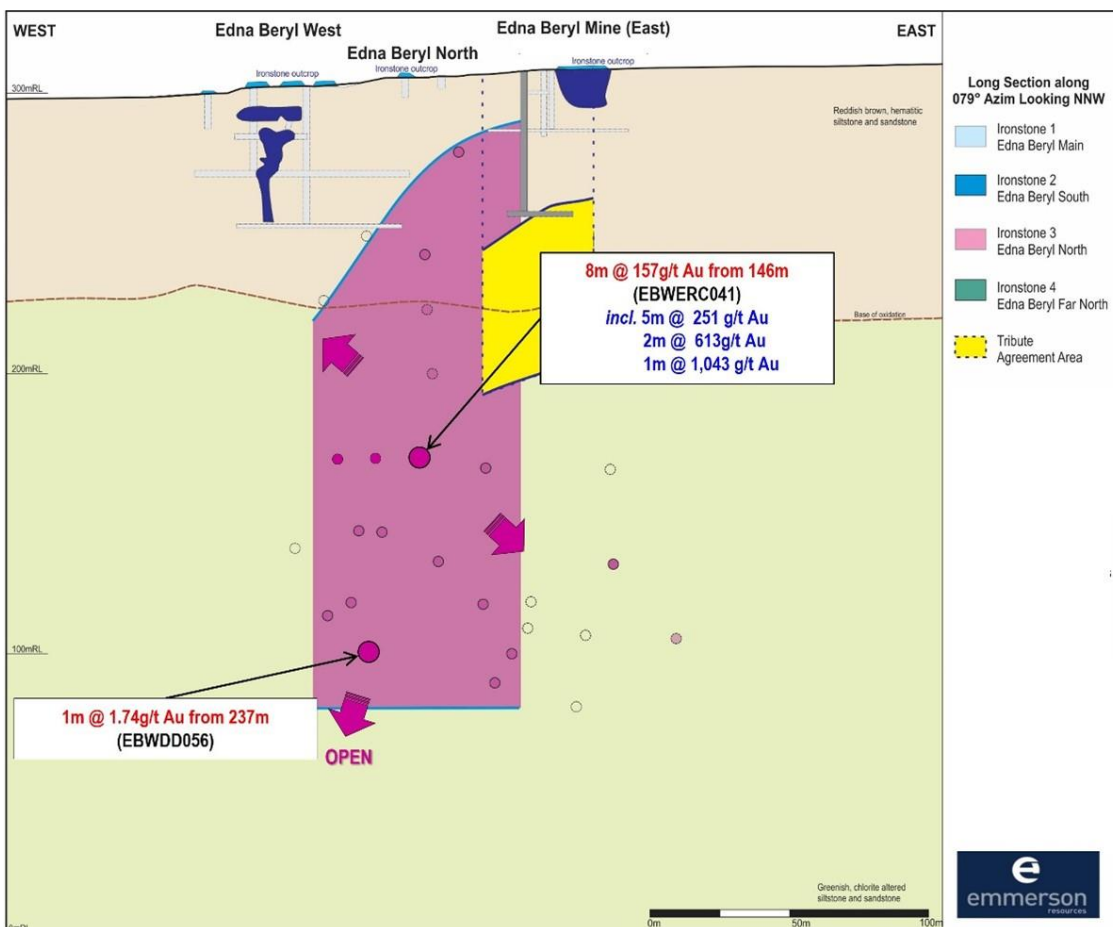 WEST
Edna Beryl West
Edna Beryl North
Edna Beryl Mine (East)
EAST
Ironstone outcrop
Ironstone outcrop
Ironstone outcrop
300mRL
Reddish brown, hematitic
siltstone and sandstone
Base of oxidation
200mRL
8m @ 157g/t Au from 146m
(EBWERC041)
incl. 5m @ 251 g/t Au
2m @ 613g/t Au
1m @ 1,043 g/t Au
100mRL
1m @ 1.74g/t Au from 237m
(EBWDD056)
OPEN
Greenish, chlorite altered
siltstone and sandstone
0m
50m
100m
Long Section along
079° Azim Looking NNW
Ironstone 1
Edna Beryl Main
Ironstone 2
Edna Beryl South
Ironstone 3
Edna Beryl North
Ironstone 4
Edna Beryl Far North
Tribute
Agreement Area
e
emmerson
resources